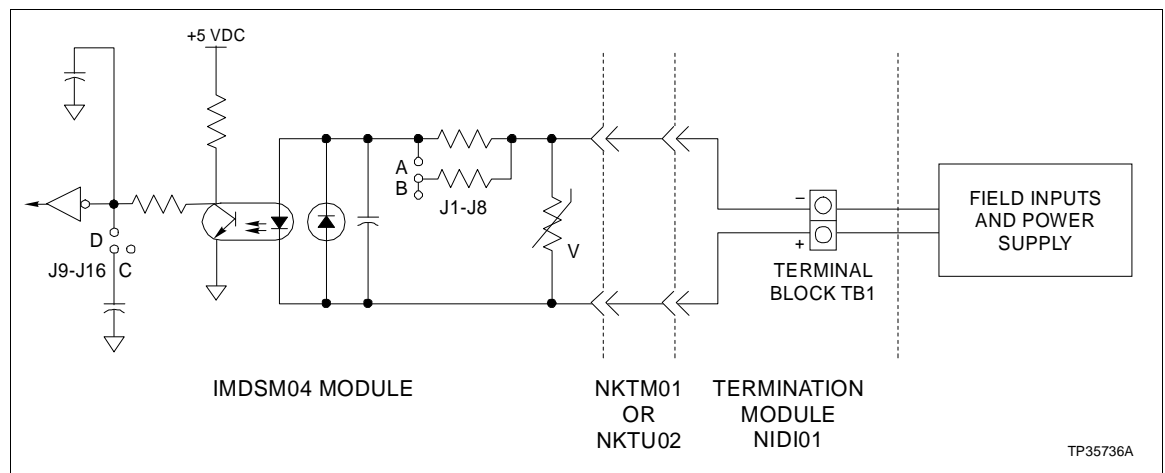 +5 VDC
A
B
J1-J8
D
J9-J16 C
V
–
+
TERMINAL
BLOCK TB1
FIELD INPUTS
AND POWER
SUPPLY
IMDSM04 MODULE
NKTM01
OR
NKTU02
TERMINATION
MODULE
NIDI01
TP35736A